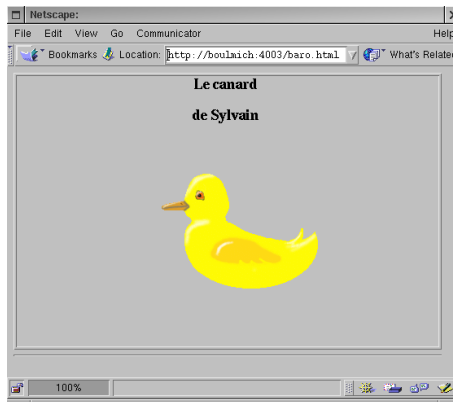 Netscape:
File Edit View Go Communicator Help
Bookmarks Location: http://boulmich:4003/baro.html What's Related
Le canard
de Sylvain
100%